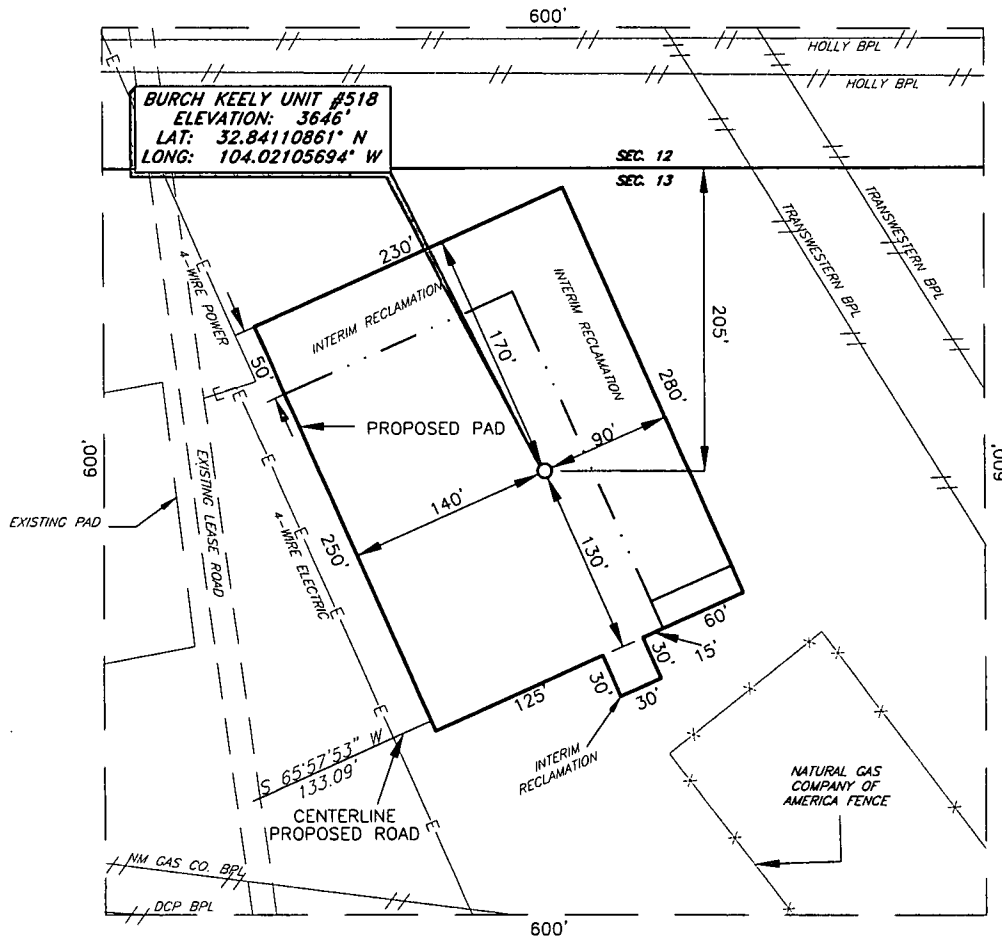 600'
HOLLY BPL
HOLLY BPL
BURCH KEELY UNIT #518
ELEVATION: 3646'
LAT: 32.84110861° N
LONG: 104.02105694° W
SEC. 12
SEC. 13
TRANSWESTERN BPL
TRANSWESTERN BPL
230'
4-WIRE POWER
INTERIM RECLAMATION
INTERIM RECLAMATION
205'
50'
170'
280'
PROPOSED PAD
90'
600'
600'
EXISTING PAD
EXISTING LEASE ROAD
140'
250'
4-WIRE ELECTRIC
130'
60'
15'
30'
125'
30'
30'
S 65°57'53" W
133.09'
INTERIM
RECLAMATION
CENTERLINE
PROPOSED ROAD
NATURAL GAS
COMPANY OF
AMERICA FENCE
NM GAS CO. BPL
DCP BPL
600'
E
E
E
E
E
E
E
E
E
E
E